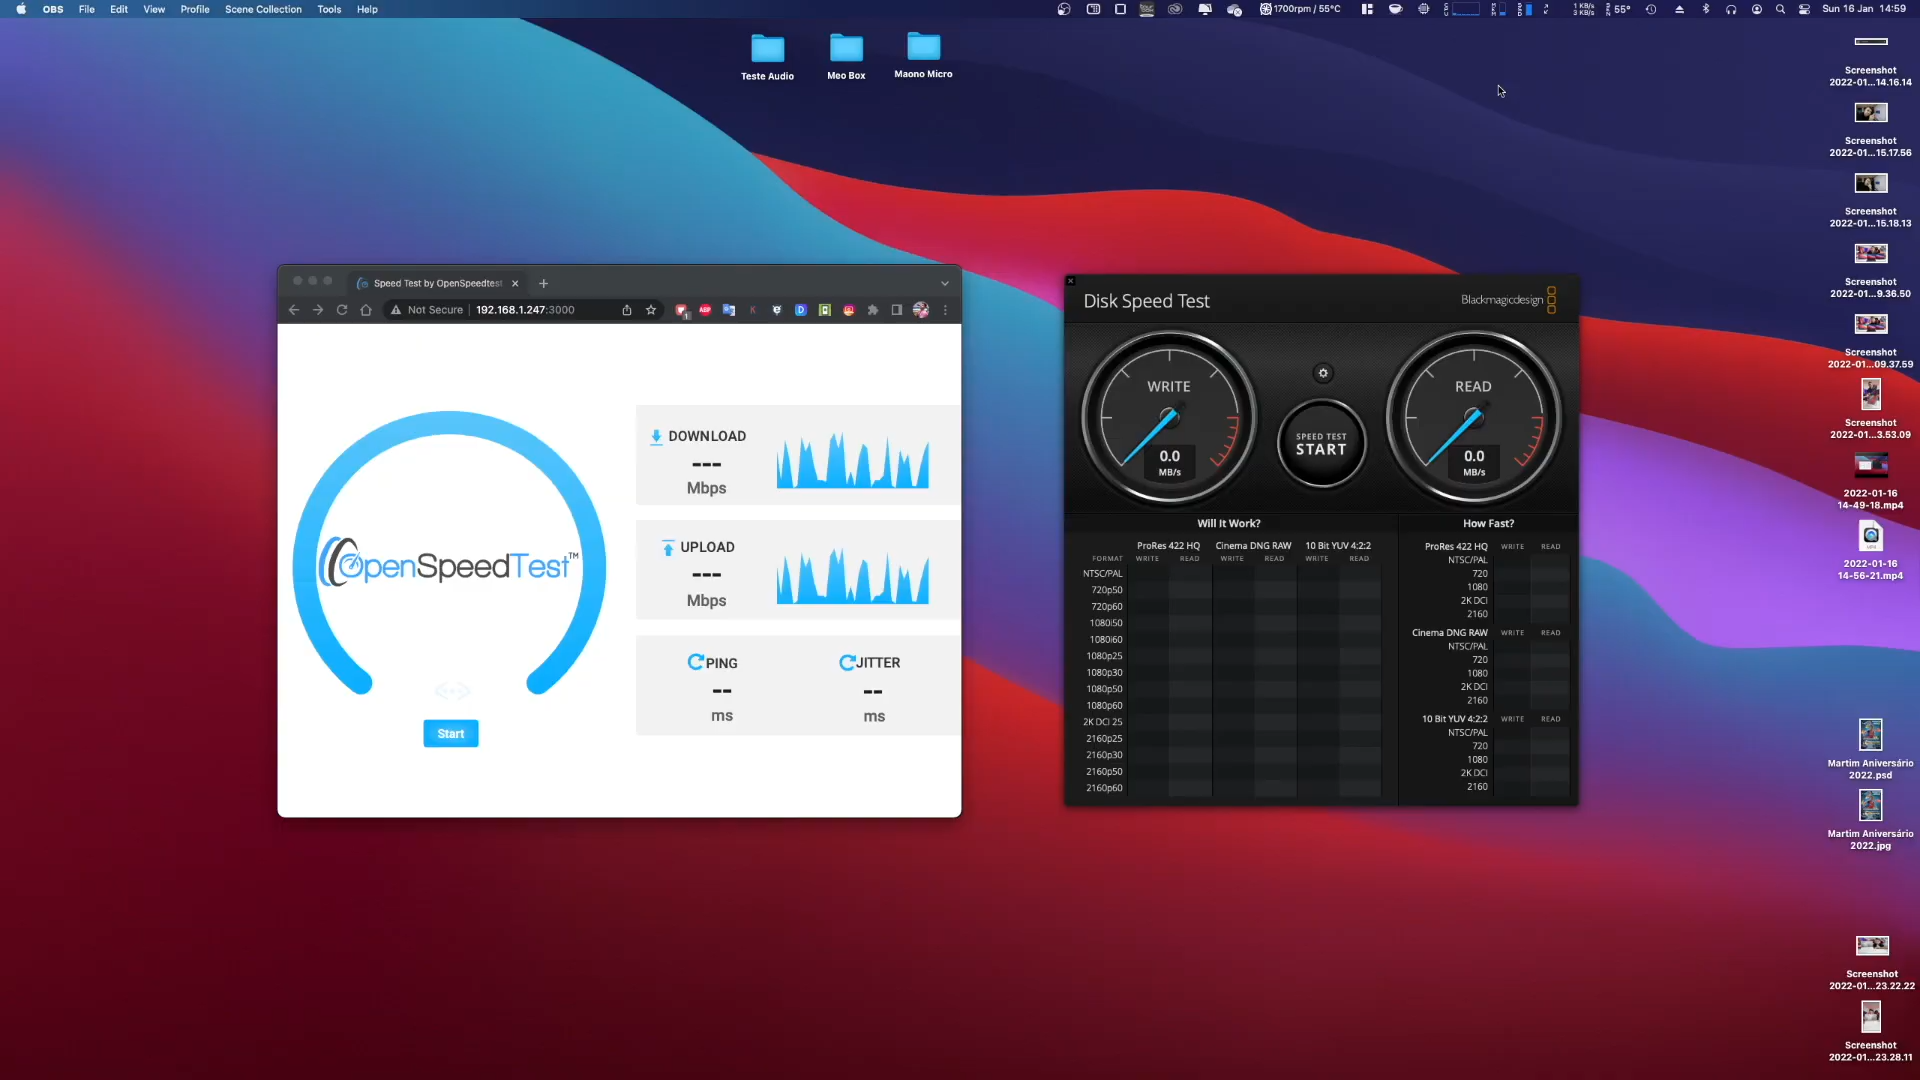 OBS File Edit View Profile Scene Collection Tools Help
1700rpm / 55°C
1 KB/s
3 KB/s
55°
Sun 16 Jan 14:59
Teste Audio
Meo Box
Maono Micro
Screenshot
2022-01...14.16.14
Screenshot
2022-01...15.17.56
Screenshot
2022-01...15.18.13
Screenshot
2022-01...9.36.50
Screenshot
2022-01...09.37.59
Screenshot
2022-01...3.53.09
2022-01-16
14-49-18.mp4
2022-01-16
14-56-21.mp4
Martim Aniversário
2022.psd
Martim Aniversário
2022.jpg
Screenshot
2022-01...23.22.22
Screenshot
2022-01...23.28.11
Speed Test by OpenSpeedtest
Not Secure 192.168.1.247:3000
OpenSpeedTest™
Start
DOWNLOAD
---
Mbps
UPLOAD
---
Mbps
PING
--
ms
JITTER
--
ms
Disk Speed Test
Blackmagicdesign
WRITE
0.0
MB/s
SPEED TEST
START
READ
0.0
MB/s
Will It Work?
ProRes 422 HQ Cinema DNG RAW 10 Bit YUV 4:2:2
FORMAT WRITE READ WRITE READ WRITE READ
NTSC/PAL
720p50
720p60
1080i50
1080i60
1080p25
1080p30
1080p50
1080p60
2K DCI 25
2160p25
2160p30
2160p50
2160p60
How Fast?
ProRes 422 HQ WRITE READ
NTSC/PAL
720
1080
2K DCI
2160
Cinema DNG RAW WRITE READ
NTSC/PAL
720
1080
2K DCI
2160
10 Bit YUV 4:2:2 WRITE READ
NTSC/PAL
720
1080
2K DCI
2160